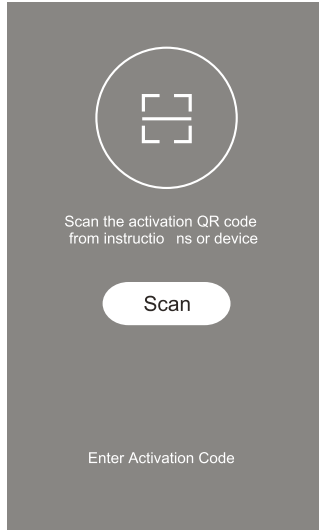 Scan the activation QR code
from instructio ns or device
Scan
Enter Activation Code